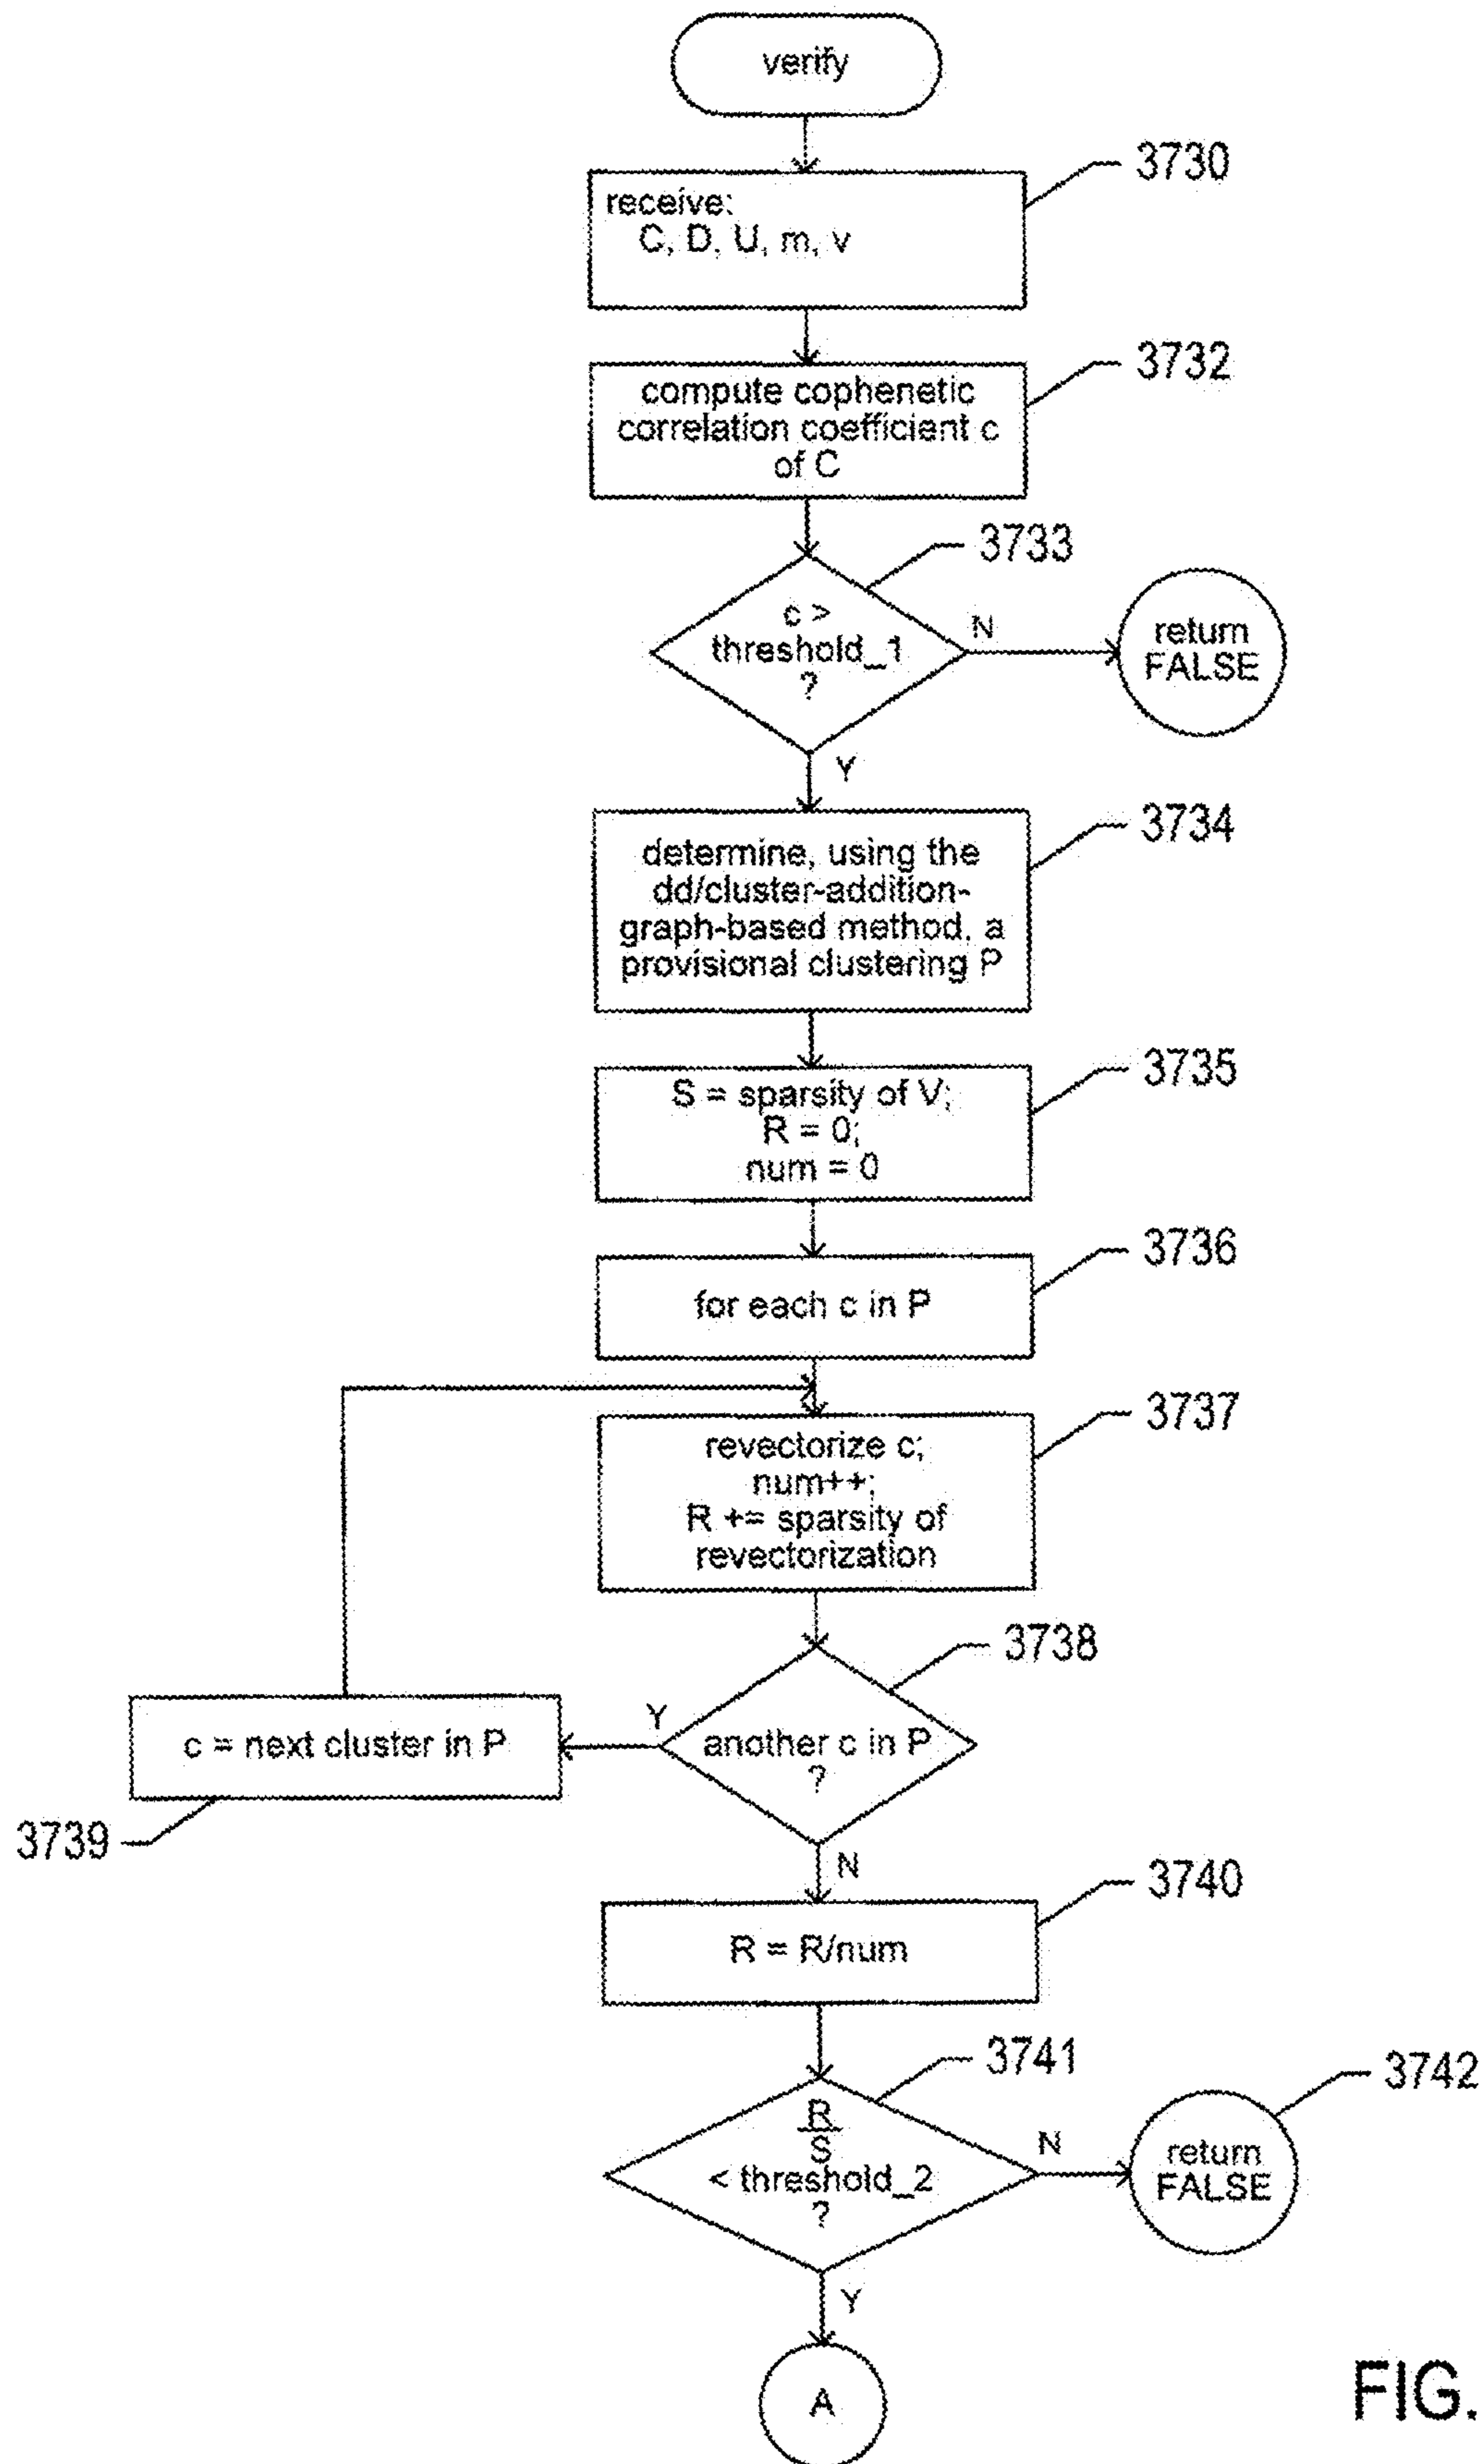 verify
3730
receive:
C, D, U, m, v
3732
compute cophenetic
correlation coefficient c
of C
3733
c >
threshold_1
?
N
return
FALSE
Y
3734
determine, using the
dd/cluster-addition-
graph-based method, a
provisional clustering P
3735
S = sparsity of V;
R = 0;
num = 0
3736
for each c in P
3737
revectorize c;
num++;
R += sparsity of
revectorization
3738
another c in P
?
Y
c = next cluster in P
3739
N
3740
R = R/num
3741
R
S
< threshold_2
?
N
3742
return
FALSE
Y
A
FIG.